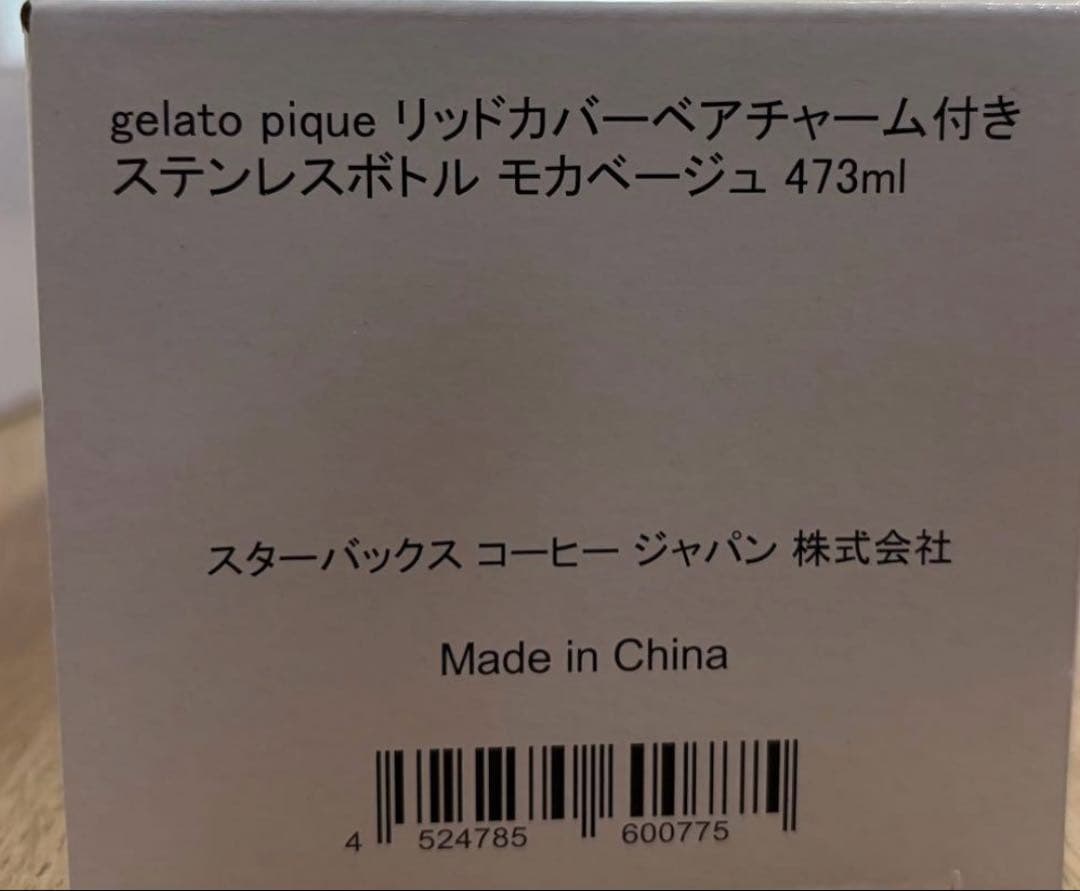 gelato pique リッドカバーベアチャーム付き
ステンレスボトル モカベージュ 473ml
スターバックス コーヒー ジャパン 株式会社
Made in China
4 524785 600775